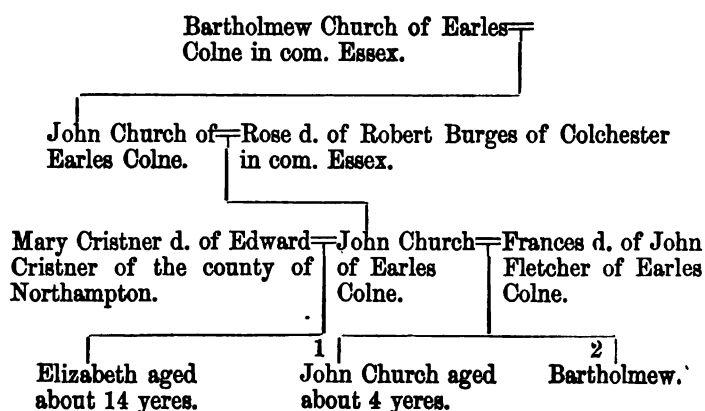 Bartholmew Church of Earles
Colne in com. Essex.
John Church of
Earles Colne.
Rose d. of Robert Burges of Colchester
in com. Essex.
Mary Cristner d. of Edward
Cristner of the county of
Northampton.
John Church
of Earles
Colne.
Frances d. of John
Fletcher of Earles
Colne.
Elizabeth aged
about 14 yeres.
1
John Church aged
about 4 yeres.
2
Bartholmew.